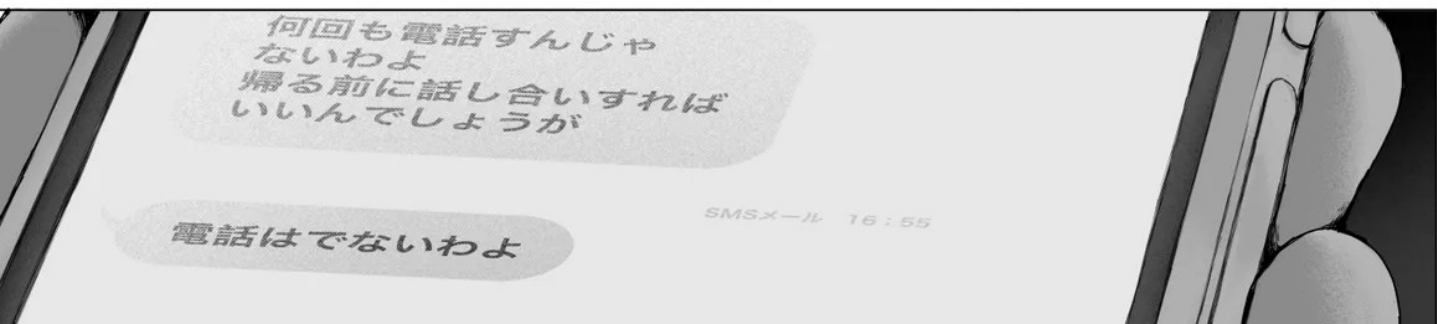 何回も電話すんじゃ
ないわよ
帰る前に話し合いすれば
いいんでしょうが
SMSメール 16:55
電話はでないわよ